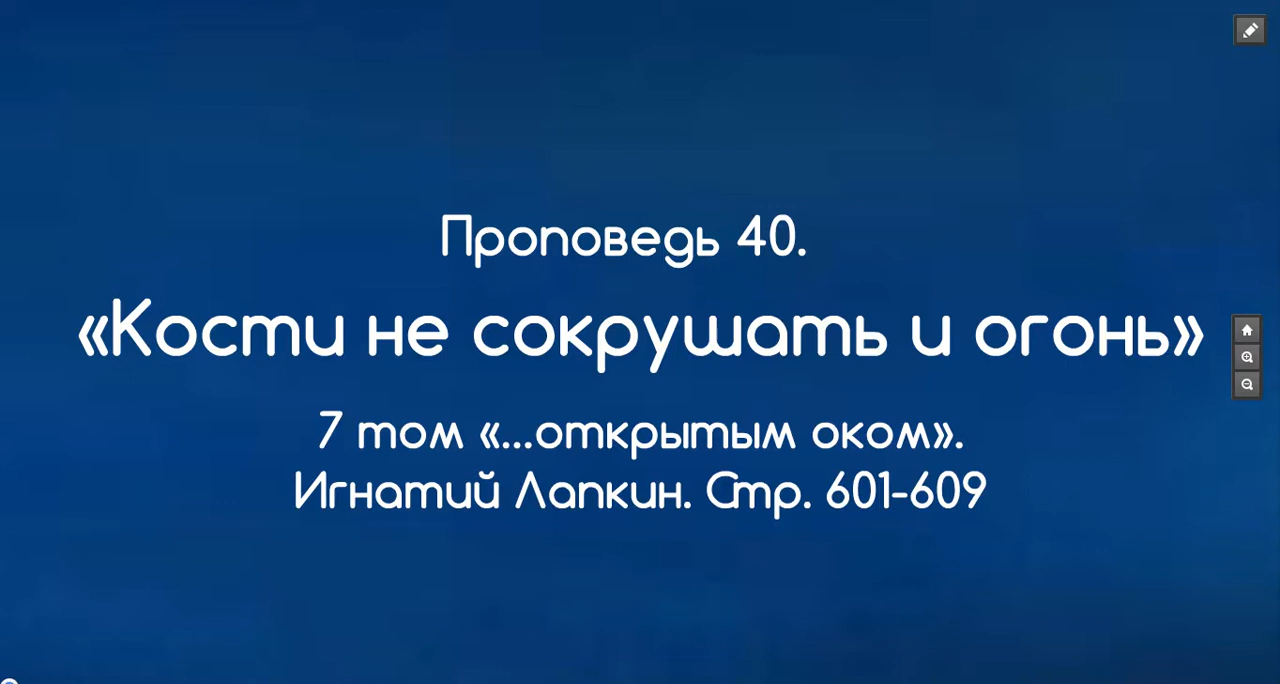 Проповедь 40.
«Кости не сокрушать и огонь»
7 том «...открытым оком».
Игнатий Лапкин. Стр. 601-609